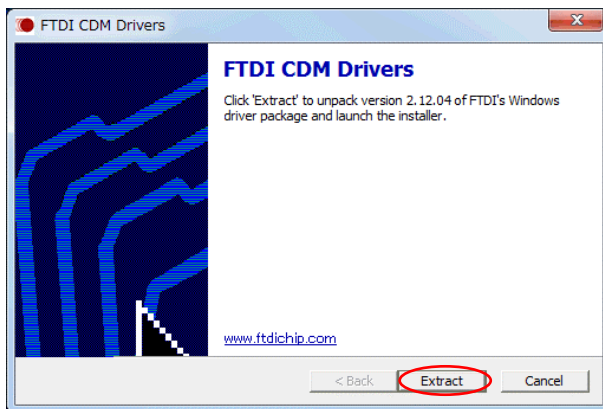 FTDI CDM Drivers
FTDI CDM Drivers
Click 'Extract' to unpack version 2.12.04 of FTDI's Windows
driver package and launch the installer.
www.ftdichip.com
< Back
Extract
Cancel